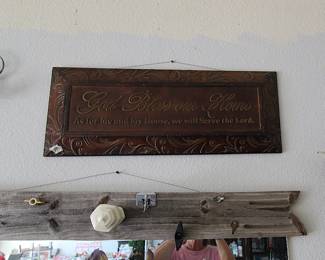 God Bless our Home
As for me and my House, we will Serve the Lord.